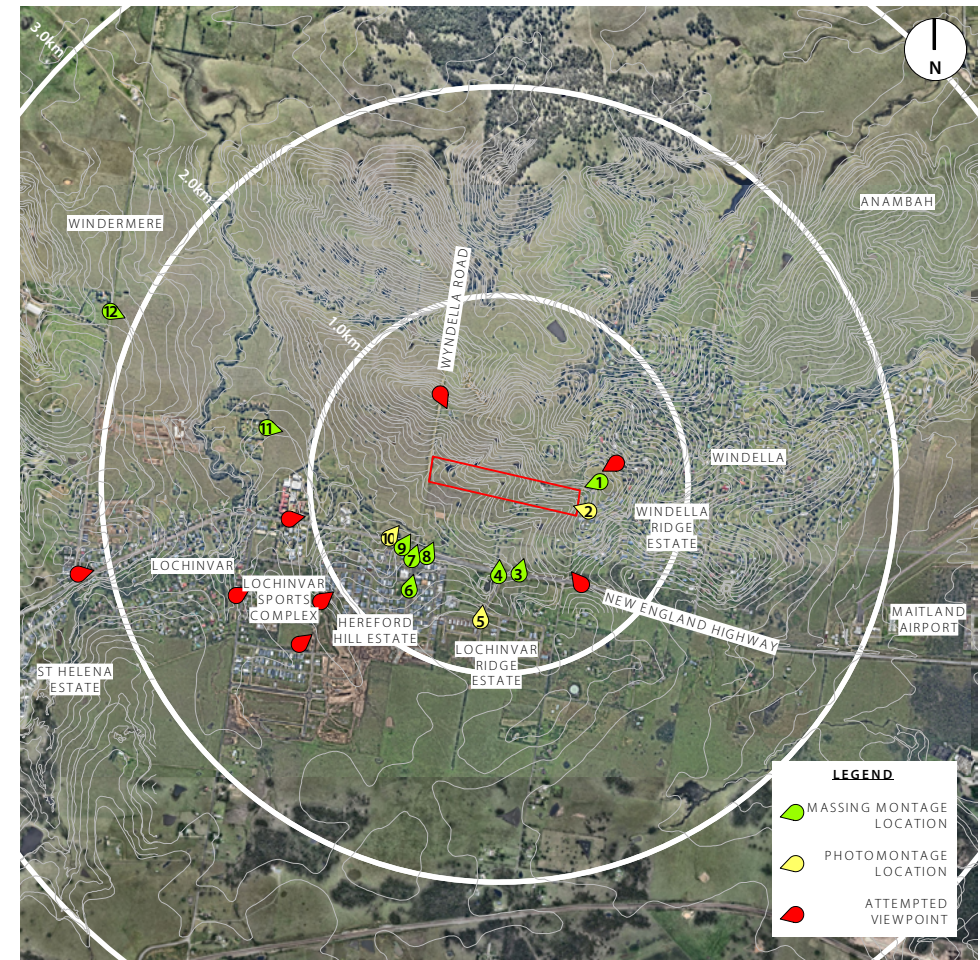 3.0km
N
2.0km
WINDERMERE
ANAMBAH
WYNDELLA ROAD
12
1.0km
11
WINDELLA
1
2
WINDELLA
RIDGE
ESTATE
10
9
7
8
4
3
6
5
LOCHINVAR
LOCHINVAR
SPORTS
COMPLEX
HEREFORD
HILL ESTATE
NEW ENGLAND HIGHWAY
MAITLAND
AIRPORT
LOCHINVAR
RIDGE
ESTATE
ST HELENA
ESTATE
LEGEND
MASSING MONTAGE
LOCATION
PHOTOMONTAGE
LOCATION
ATTEMPTED
VIEWPOINT